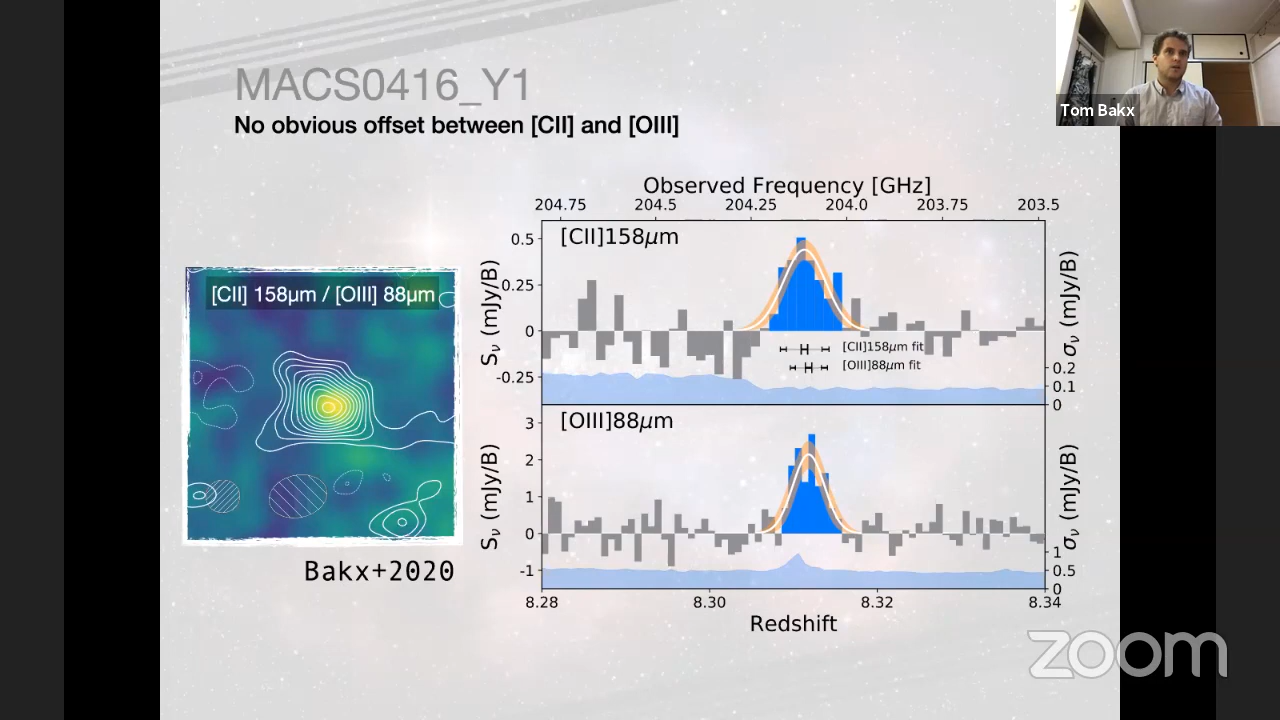 MACS0416_Y1
No obvious offset between [CII] and [OIII]
Tom Bakx
[CII] 158μm / [OIII] 88μm
Bakx+2020
Observed Frequency [GHz]
204.75 204.5 204.25 204.0 203.75 203.5
[CII]158μm
0.5
0.25
0
-0.25
Sν (mJy/B)
[CII]158μm fit
[OIII]88μm fit
0.2
0.1
0
σν (mJy/B)
[OIII]88μm
3
2
1
0
-1
Sν (mJy/B)
1
0.5
0
σν (mJy/B)
8.28 8.30 8.32 8.34
Redshift
zoom